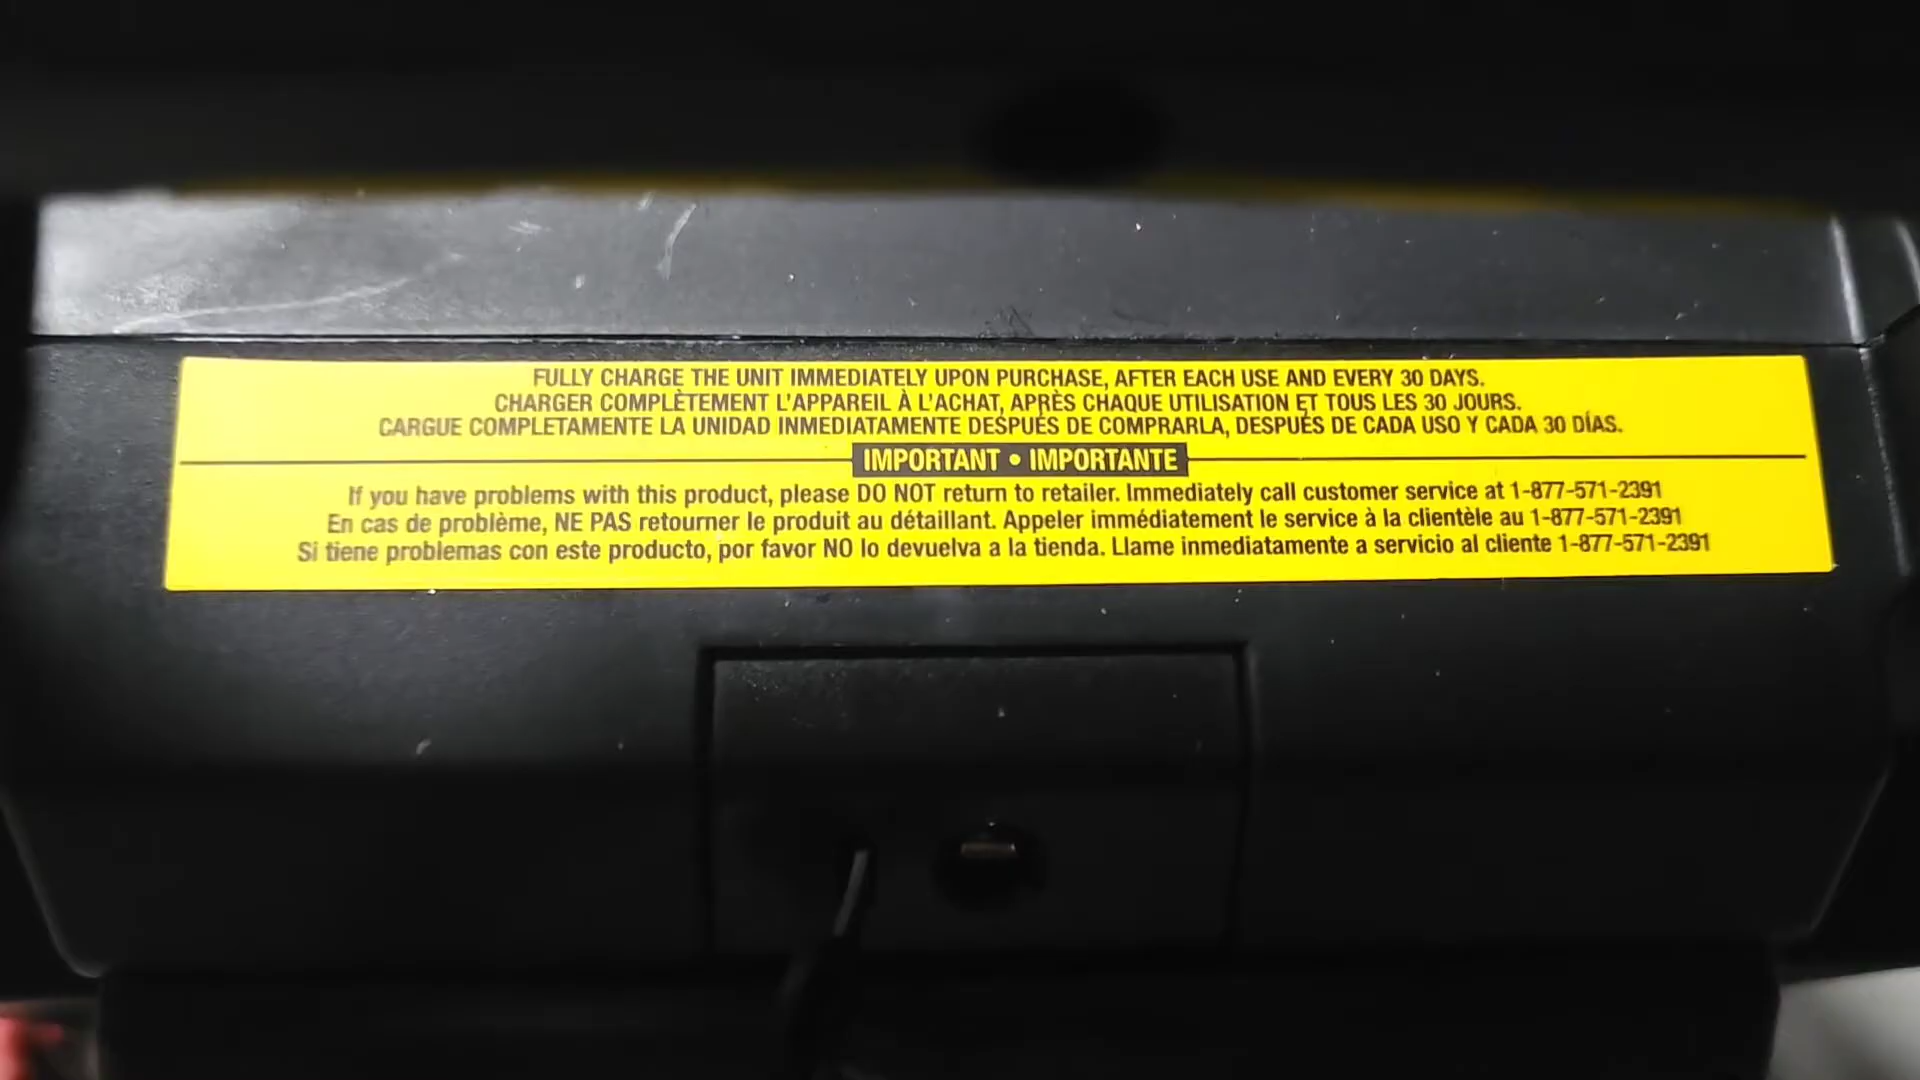 FULLY CHARGE THE UNIT IMMEDIATELY UPON PURCHASE, AFTER EACH USE AND EVERY 30 DAYS.
CHARGER COMPLÈTEMENT L'APPAREIL À L'ACHAT, APRÈS CHAQUE UTILISATION ET TOUS LES 30 JOURS.
CARGUE COMPLETAMENTE LA UNIDAD INMEDIATAMENTE DESPUÉS DE COMPRARLA, DESPUÉS DE CADA USO Y CADA 30 DÍAS.
IMPORTANT • IMPORTANTE
If you have problems with this product, please DO NOT return to retailer. Immediately call customer service at 1-877-571-2391
En cas de problème, NE PAS retourner le produit au détaillant. Appeler immédiatement le service à la clientèle au 1-877-571-2391
Si tiene problemas con este producto, por favor NO lo devuelva a la tienda. Llame inmediatamente a servicio al cliente 1-877-571-2391